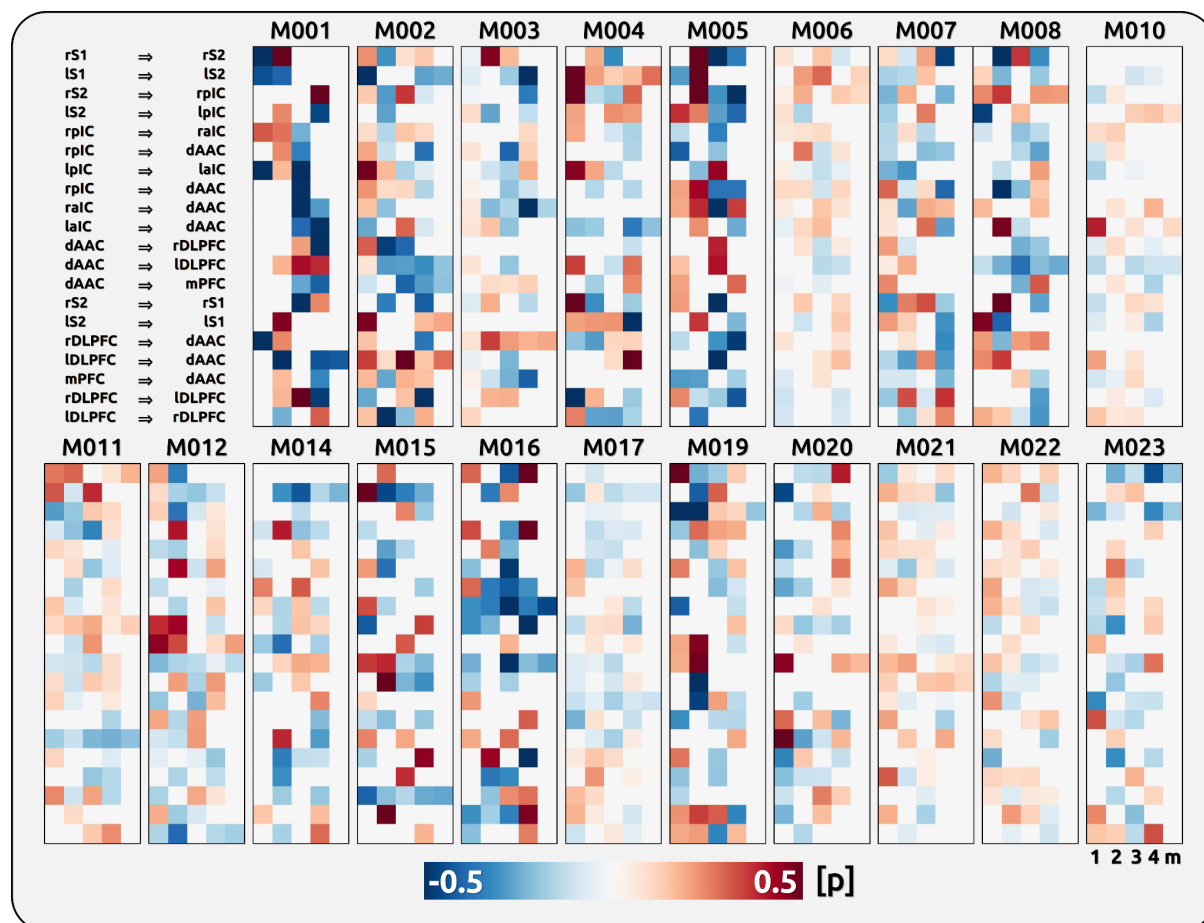 M001 M002 M003 M004 M005 M006 M007 M008 M010
rS1 ⇒ rS2
lS1 ⇒ lS2
rS2 ⇒ rpIC
lS2 ⇒ lpIC
rpIC ⇒ raIC
rpIC ⇒ dAAC
lpIC ⇒ laIC
rpIC ⇒ dAAC
raIC ⇒ dAAC
laIC ⇒ dAAC
dAAC ⇒ rDLPFC
dAAC ⇒ lDLPFC
dAAC ⇒ mPFC
rS2 ⇒ rS1
lS2 ⇒ lS1
rDLPFC ⇒ dAAC
lDLPFC ⇒ dAAC
mPFC ⇒ dAAC
rDLPFC ⇒ lDLPFC
lDLPFC ⇒ rDLPFC
M011 M012 M014 M015 M016 M017 M019 M020 M021 M022 M023
1 2 3 4 m
-0.5 0.5 [p]